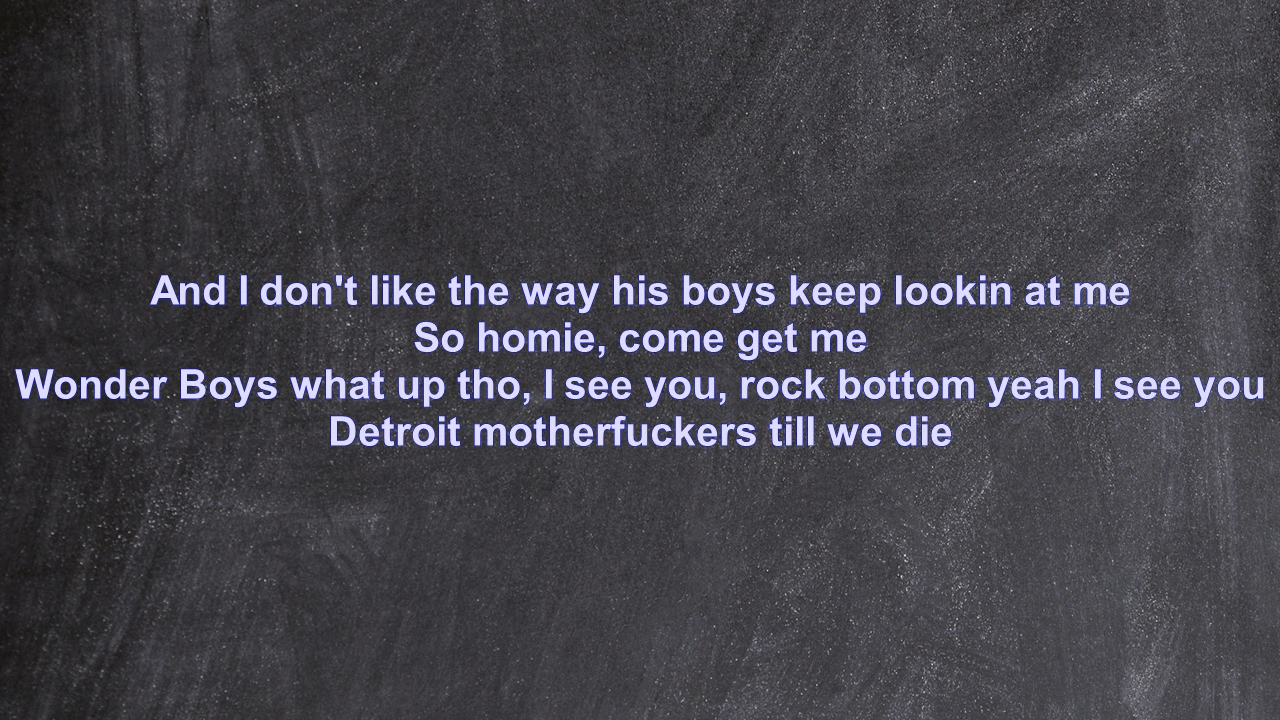 And I don't like the way his boys keep lookin at me
So homie, come get me
Wonder Boys what up tho, I see you, rock bottom yeah I see you
Detroit motherfuckers till we die